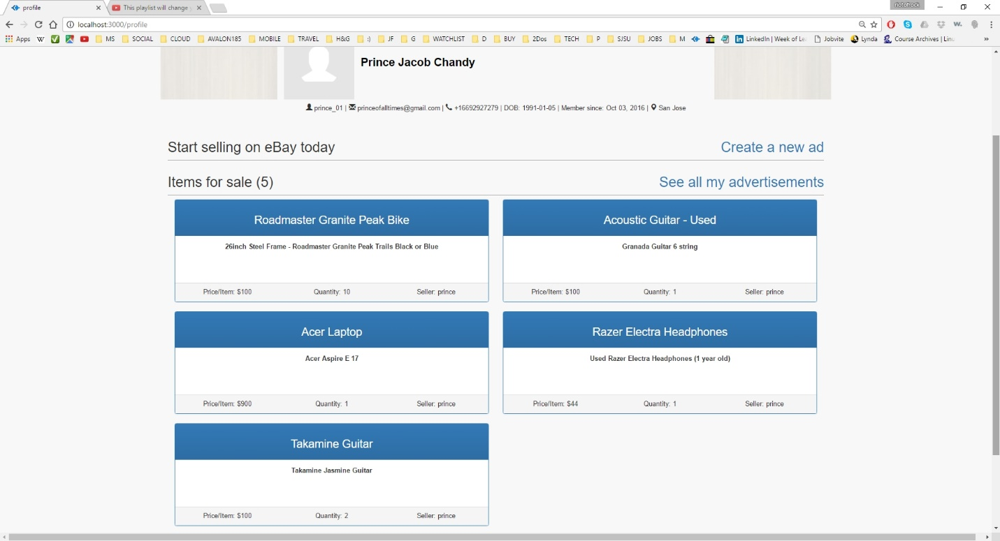 profile
This playlist will change
notofrock
localhost:3000/profile
Apps W MS SOCIAL CLOUD AVALON185 MOBILE TRAVEL H&G :) JF G WATCHLIST D BUY 2Dos TECH P SJSU JOBS M LinkedIn | Week of Le Jobvite Lynda Course Archives | Linu »
Prince Jacob Chandy
prince_01 | princeofalltimes@gmail.com | +16692927279 | DOB: 1991-01-05 | Member since: Oct 03, 2016 | San Jose
Start selling on eBay today Create a new ad
Items for sale (5) See all my advertisements
Roadmaster Granite Peak Bike
26inch Steel Frame - Roadmaster Granite Peak Trails Black or Blue
Price/Item: $100 Quantity: 10 Seller: prince
Acoustic Guitar - Used
Granada Guitar 6 string
Price/Item: $100 Quantity: 1 Seller: prince
Acer Laptop
Acer Aspire E 17
Price/Item: $900 Quantity: 1 Seller: prince
Razer Electra Headphones
Used Razer Electra Headphones (1 year old)
Price/Item: $44 Quantity: 1 Seller: prince
Takamine Guitar
Takamine Jasmine Guitar
Price/Item: $100 Quantity: 2 Seller: prince